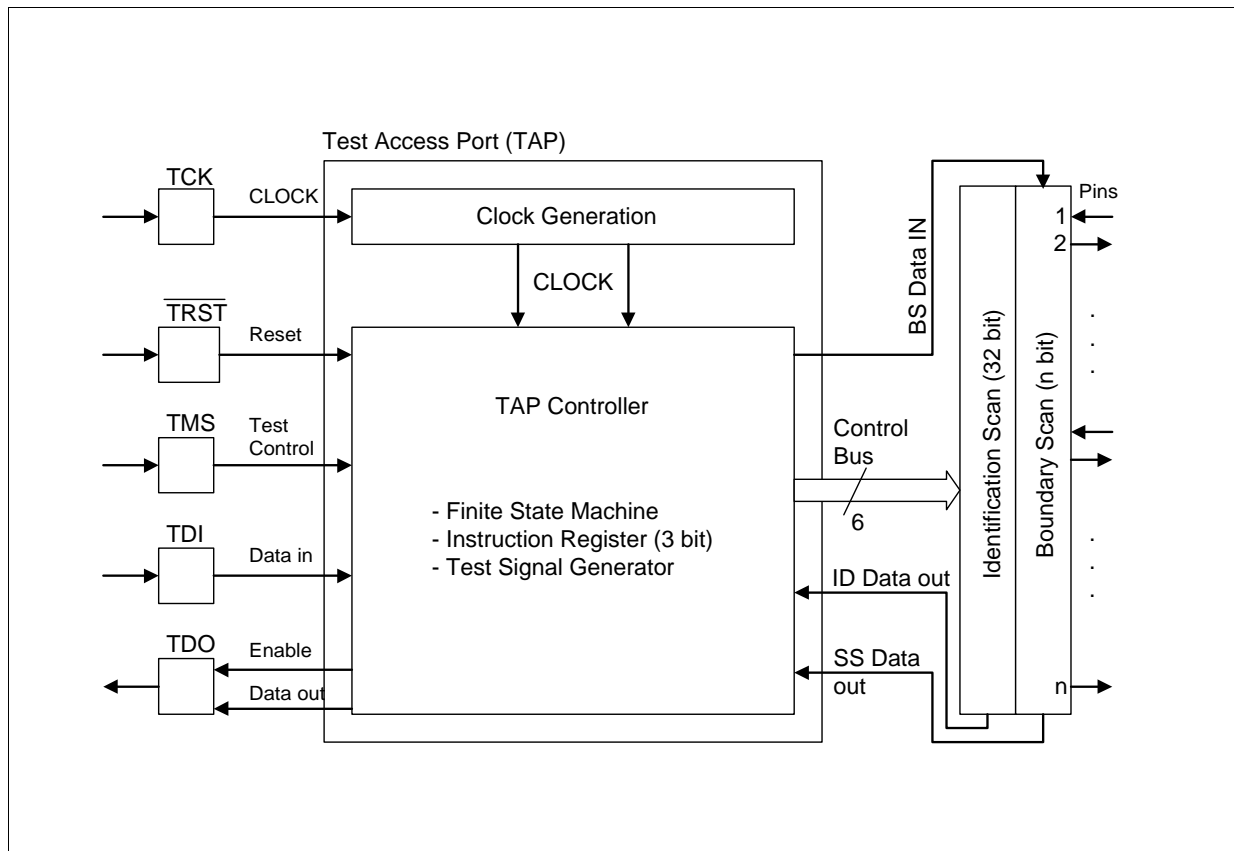 Test Access Port (TAP)
TCK
CLOCK
Clock Generation
CLOCK
TRST
Reset
TMS
Test
Control
TDI
Data in
TDO
Enable
Data out
TAP Controller
- Finite State Machine
- Instruction Register (3 bit)
- Test Signal Generator
BS Data IN
Control
Bus
6
ID Data out
SS Data
out
Identification Scan (32 bit)
Boundary Scan (n bit)
Pins
1
2
.
.
.
.
.
.
n